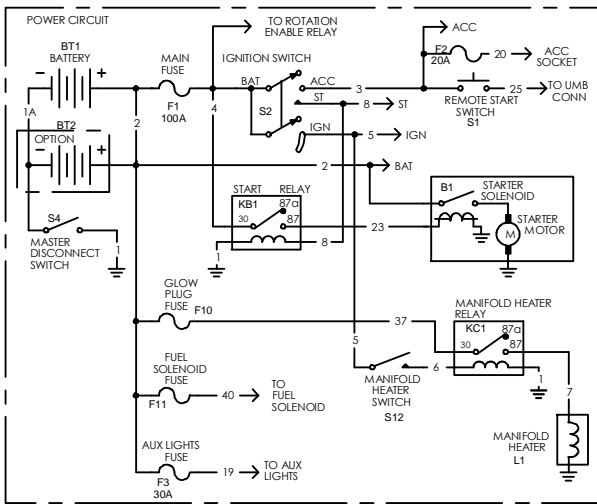 POWER CIRCUIT
TO ROTATION
ENABLE RELAY
ACC
BT1
BATTERY
MAIN
FUSE
IGNITION SWITCH
F2
20A
20
ACC
SOCKET
- +
BAT
ACC
3
ST
8
ST
25
TO UMB
CONN
F1
100A
S2
REMOTE START
SWITCH
S1
1A
2
4
IGN
5
IGN
BT2
OPTION
- +
2
BAT
START RELAY
KB1
87a
30
87
B1
STARTER
SOLENOID
S4
23
STARTER
MOTOR
M
MASTER
DISCONNECT
SWITCH
1
1
8
GLOW
PLUG
FUSE
F10
37
MANIFOLD HEATER
RELAY
KC1
87a
30
87
5
FUEL
SOLENOID
FUSE
F11
40
TO
FUEL
SOLENOID
MANIFOLD
HEATER
SWITCH
S12
6
1
7
AUX LIGHTS
FUSE
F3
30A
19
TO AUX
LIGHTS
MANIFOLD
HEATER
L1